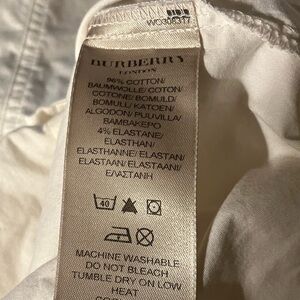 BURBERRY
LONDON
96% COTTON/
BAUMWOLLE/ COTON/
COTONE/ BOMULD/
BOMULL/ KATOEN/
ALGODON/ PUUVILLA/
ΒΑΜΒΑΚΕΡΟ
4% ELASTANE/
ELASTHAN/
ELASTHANNE/ ELASTAN/
ELASTAAN/ ELASTAANI/
ΕΛΑΣΤΑΝΗ
40
MACHINE WASHABLE
DO NOT BLEACH
TUMBLE DRY ON LOW
HEAT